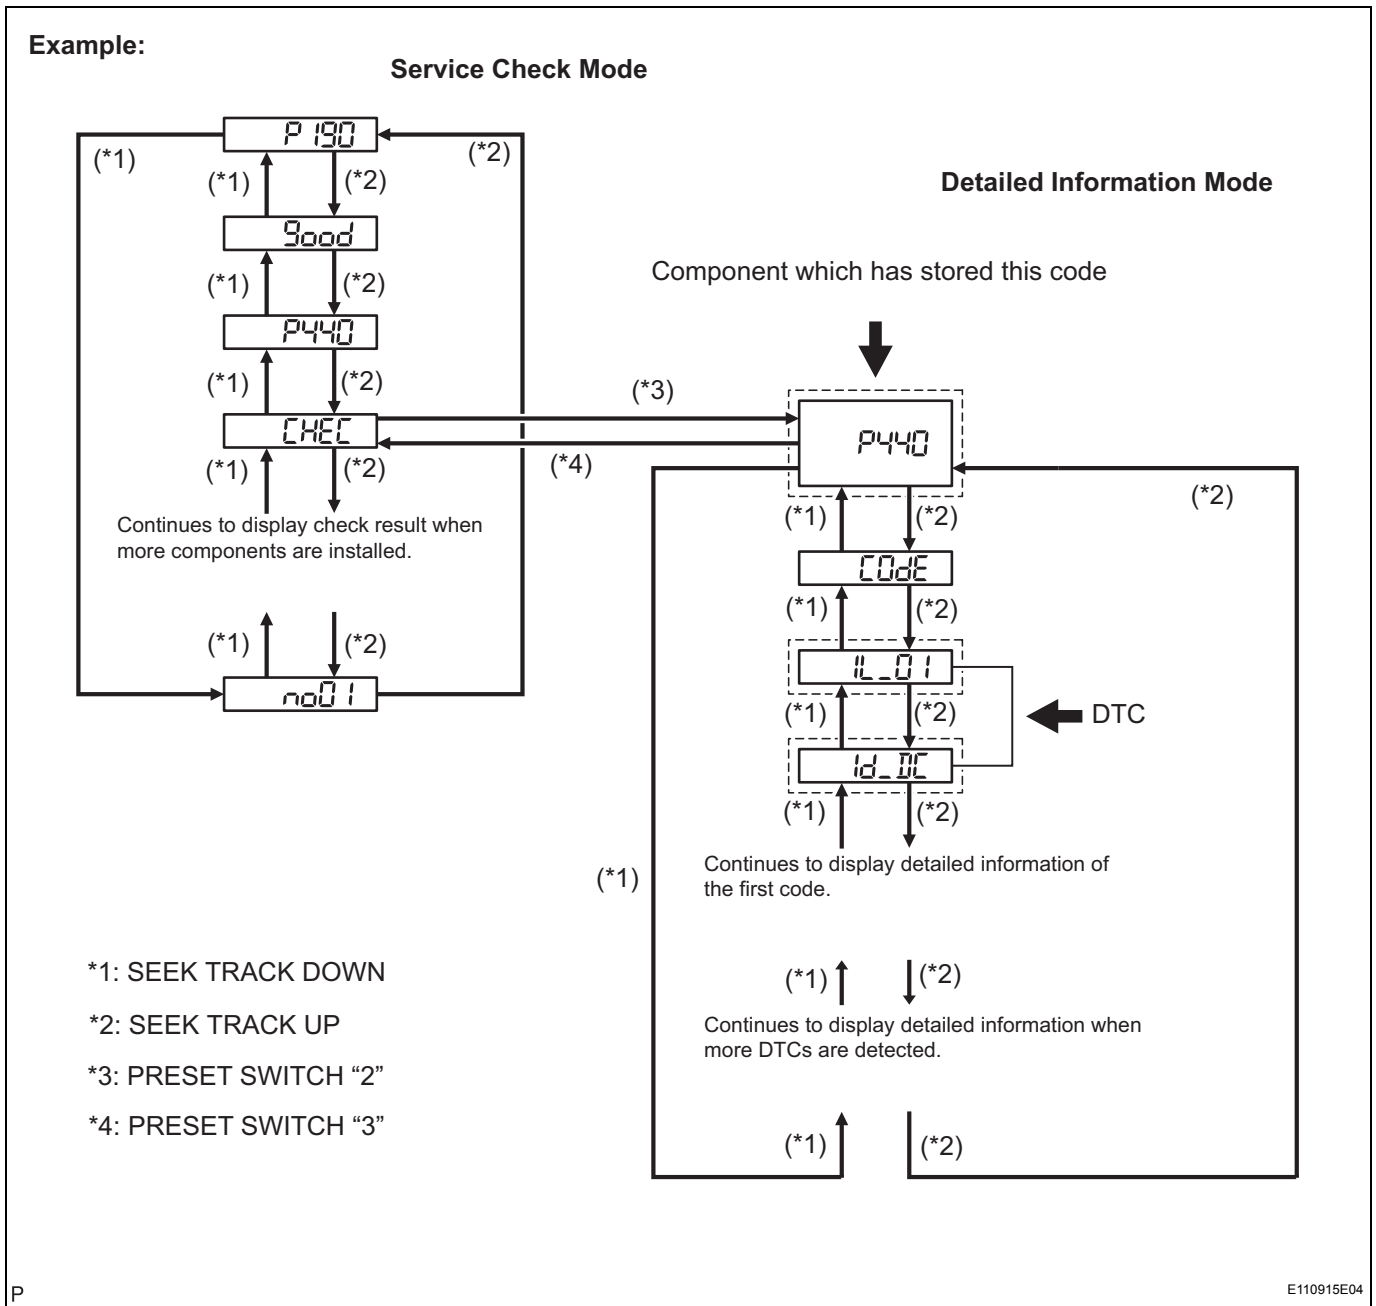 Example:
Service Check Mode
P190
(*1)
(*2)
(*1)
(*2)
Detailed Information Mode
good
Component which has stored this code
(*1)
(*2)
P440
(*1)
(*2)
(*3)
CHEC
P440
(*1)
(*2)
(*4)
(*2)
Continues to display check result when
more components are installed.
(*1)
(*2)
COdE
(*1)
(*2)
(*1)
(*2)
IL_01
no01
(*1)
(*2)
DTC
Id_DC
(*1)
(*2)
Continues to display detailed information of
the first code.
(*1)
*1: SEEK TRACK DOWN
(*1)
(*2)
*2: SEEK TRACK UP
Continues to display detailed information when
more DTCs are detected.
*3: PRESET SWITCH “2”
*4: PRESET SWITCH “3”
(*1)
(*2)
P
E110915E04